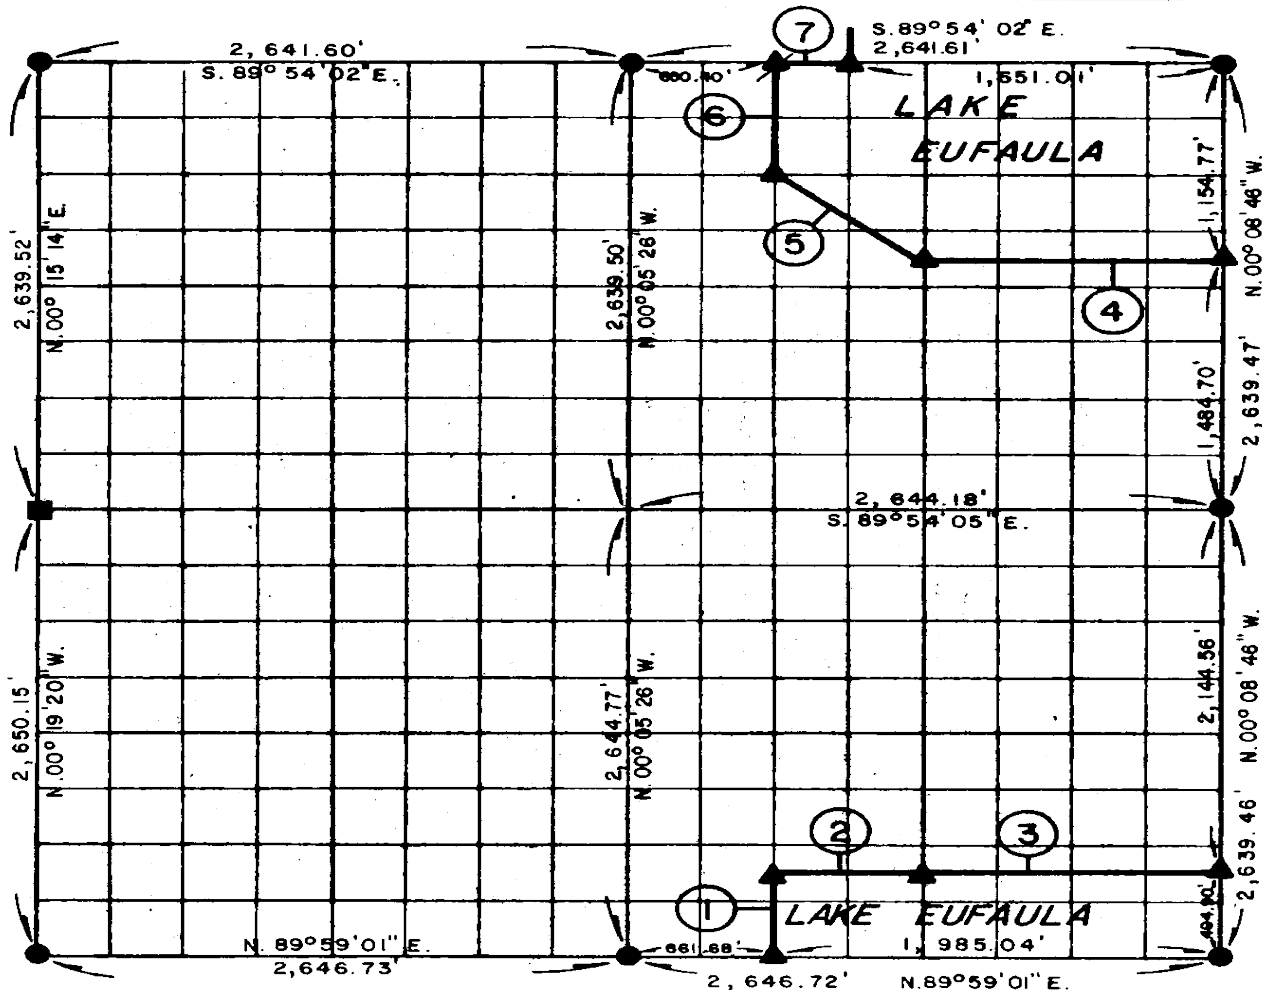 7
S. 89° 54' 02" E.
2,641.60'
2,641.61'
S. 89° 54' 02" E.
660.40'
1,651.01'
6
LAKE
EUFAULA
1,154.77'
N. 00° 08' 46" W.
2,639.52'
N. 00° 15' 14" E.
2,639.50'
N. 00° 05' 26" W.
5
4
1,484.70'
2,639.47'
2,644.18'
S. 89° 54' 05" E.
2,650.15'
N. 00° 19' 20" W.
2,644.77'
N. 00° 05' 26" W.
2,144.56'
N. 00° 08' 46" W.
2
3
2,639.46'
1
LAKE EUFAULA
494.90'
N. 89° 59' 01" E.
661.68'
1,985.04'
2,646.73'
2,646.72'
N. 89° 59' 01" E.